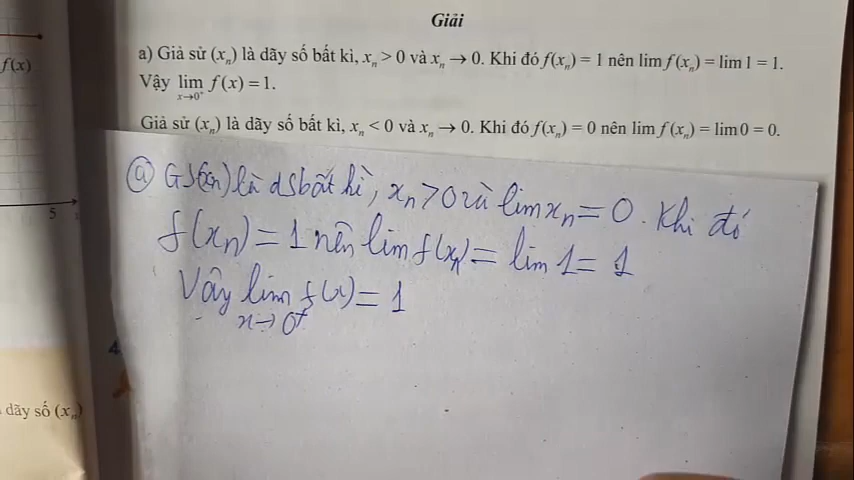 Giải
f(x)
a) Giả sử (xₙ) là dãy số bất kì, xₙ > 0 và xₙ → 0. Khi đó f(xₙ) = 1 nên lim f(xₙ) = lim 1 = 1.
Vậy lim f(x) = 1.
x→0⁺
Giả sử (xₙ) là dãy số bất kì, xₙ < 0 và xₙ → 0. Khi đó f(xₙ) = 0 nên lim f(xₙ) = lim 0 = 0.
a) GS (xₙ) là ds bất kì, xₙ > 0 và lim xₙ = 0. Khi đó
f(xₙ) = 1 nên lim f(xₙ) = lim 1 = 1
Vậy lim f(x) = 1
x→0⁺
5
dãy số (xₙ)